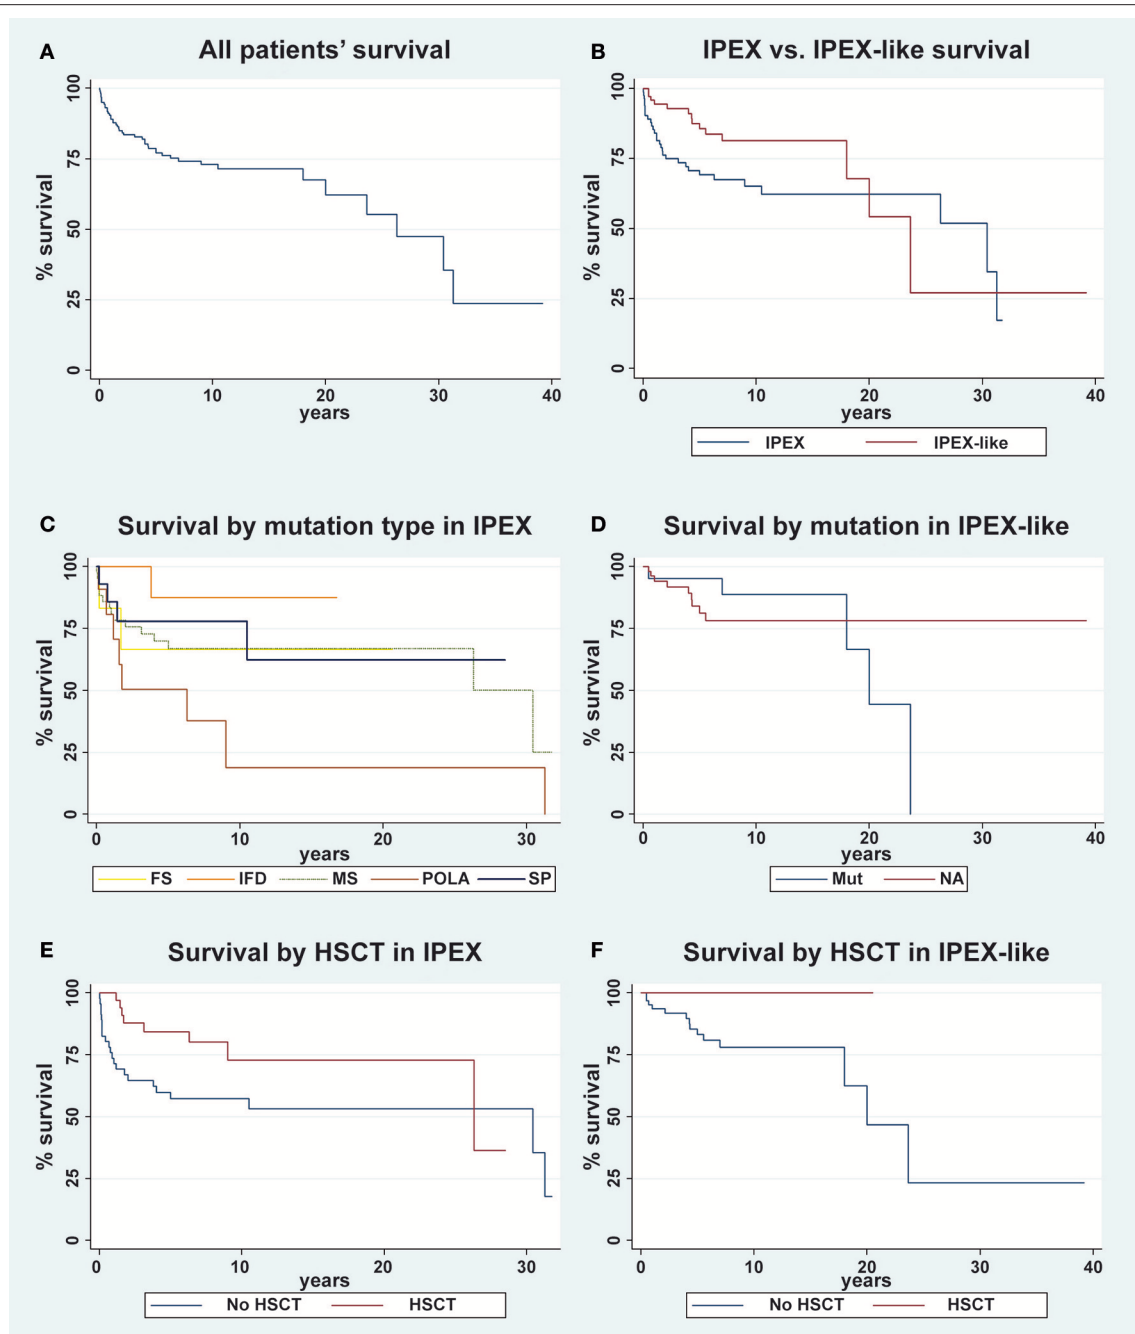 A All patients’ survival
% survival
100
75
50
25
0
0 10 20 30 40
years
B IPEX vs. IPEX-like survival
% survival
100
75
50
25
0
0 10 20 30 40
years
IPEX IPEX-like
C Survival by mutation type in IPEX
% survival
100
75
50
25
0
0 10 20 30
years
FS IFD MS POLA SP
D Survival by mutation in IPEX-like
% survival
100
75
50
25
0
0 10 20 30 40
years
Mut NA
E Survival by HSCT in IPEX
% survival
100
75
50
25
0
0 10 20 30
years
No HSCT HSCT
F Survival by HSCT in IPEX-like
% survival
100
75
50
25
0
0 10 20 30 40
years
No HSCT HSCT